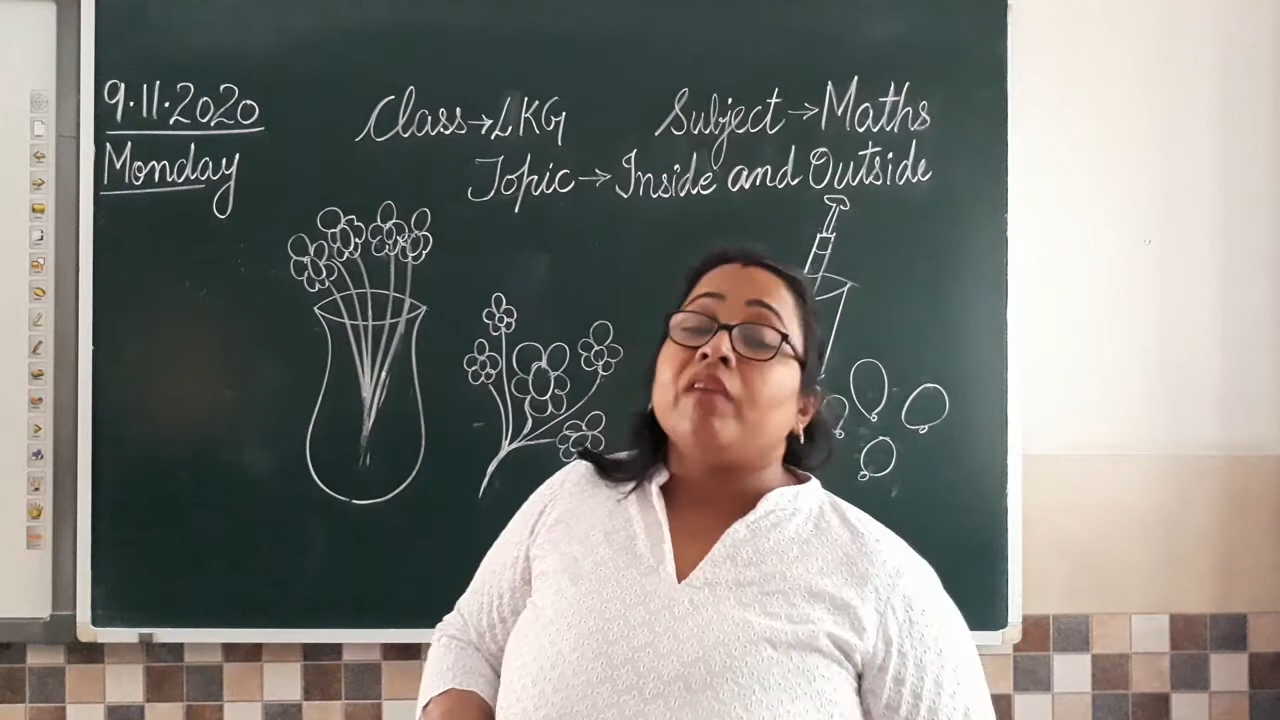 9.11.2020
Monday
Class→LKG
Subject→Maths
Topic→Inside and Outside